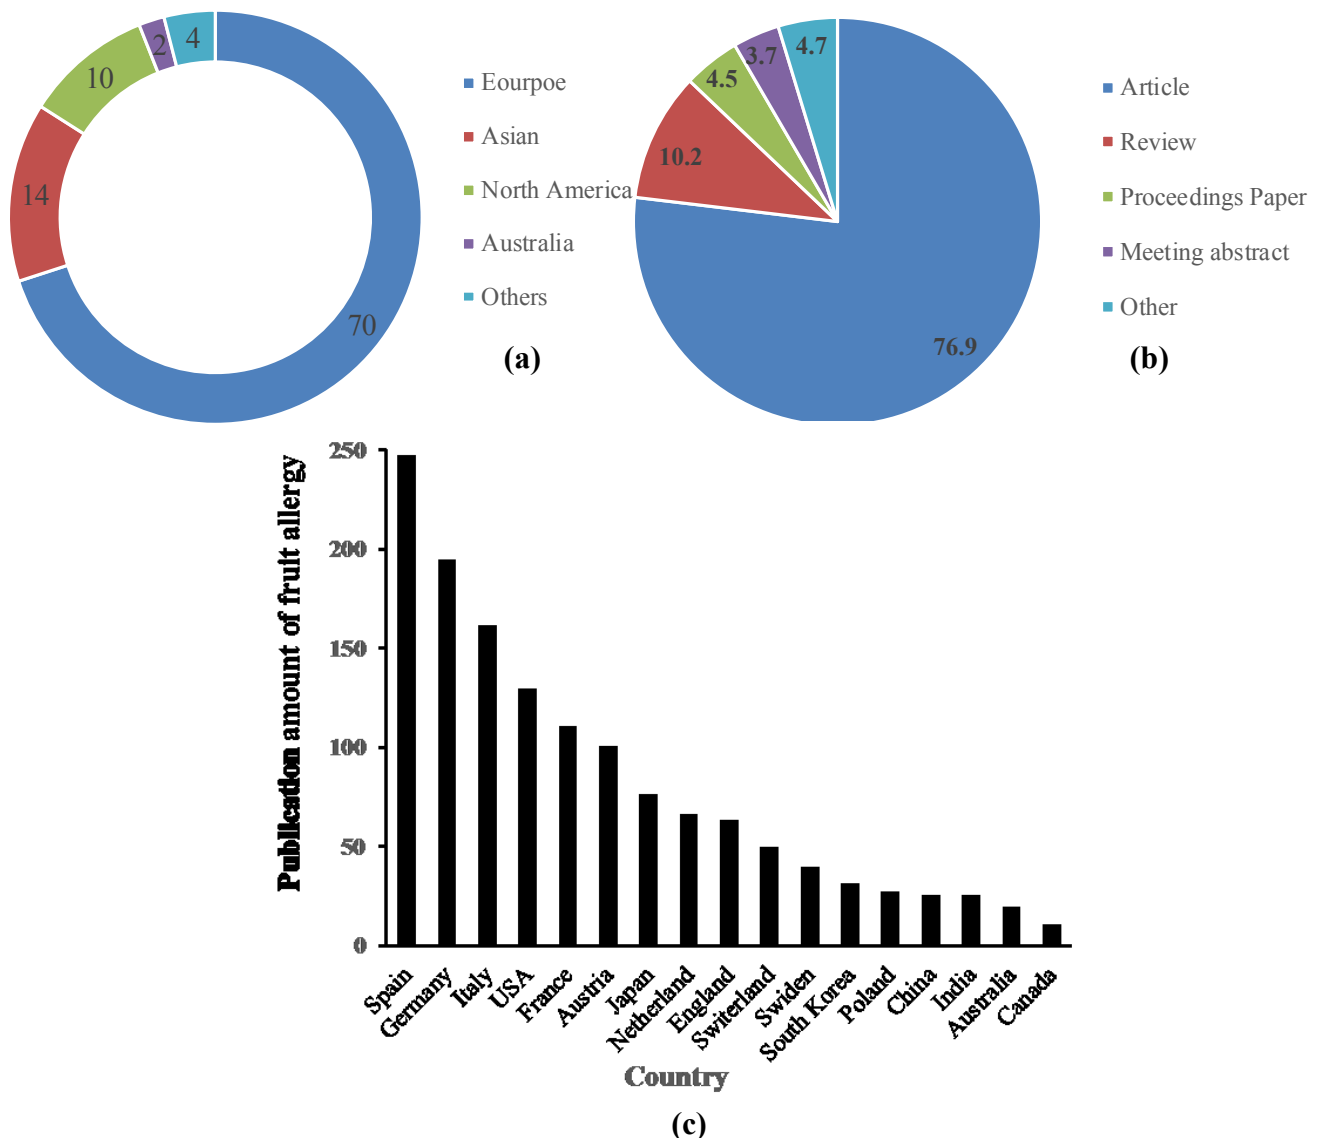 70
14
10
2
4
Eourpoe
Asian
North America
Australia
Others
(a)
76.9
10.2
4.5
3.7
4.7
Article
Review
Proceedings Paper
Meeting abstract
Other
(b)
Publication amount of fruit allergy
250
200
150
100
50
0
Spain
Germany
Italy
USA
France
Austria
Japan
Netherland
England
Switerland
Swiden
South Korea
Poland
China
India
Australia
Canada
Country
(c)